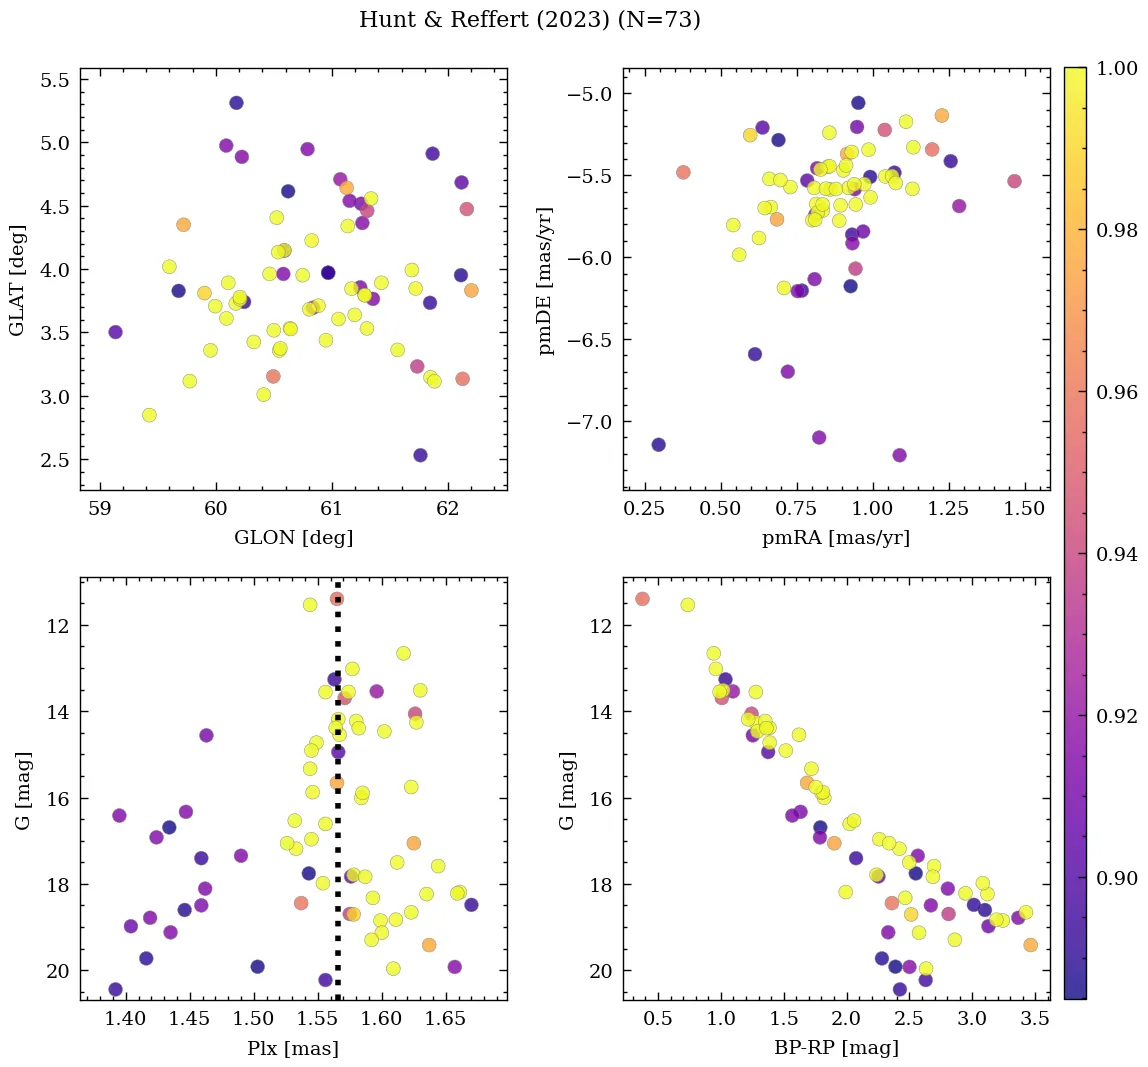 Hunt & Reffert (2023) (N=73)
5.5
5.0
4.5
4.0
3.5
3.0
2.5
GLAT [deg]
59 60 61 62
GLON [deg]
−5.0
−5.5
−6.0
−6.5
−7.0
pmDE [mas/yr]
0.25 0.50 0.75 1.00 1.25 1.50
pmRA [mas/yr]
1.00
0.98
0.96
0.94
0.92
0.90
12
14
16
18
20
G [mag]
1.40 1.45 1.50 1.55 1.60 1.65
Plx [mas]
12
14
16
18
20
G [mag]
0.5 1.0 1.5 2.0 2.5 3.0 3.5
BP-RP [mag]